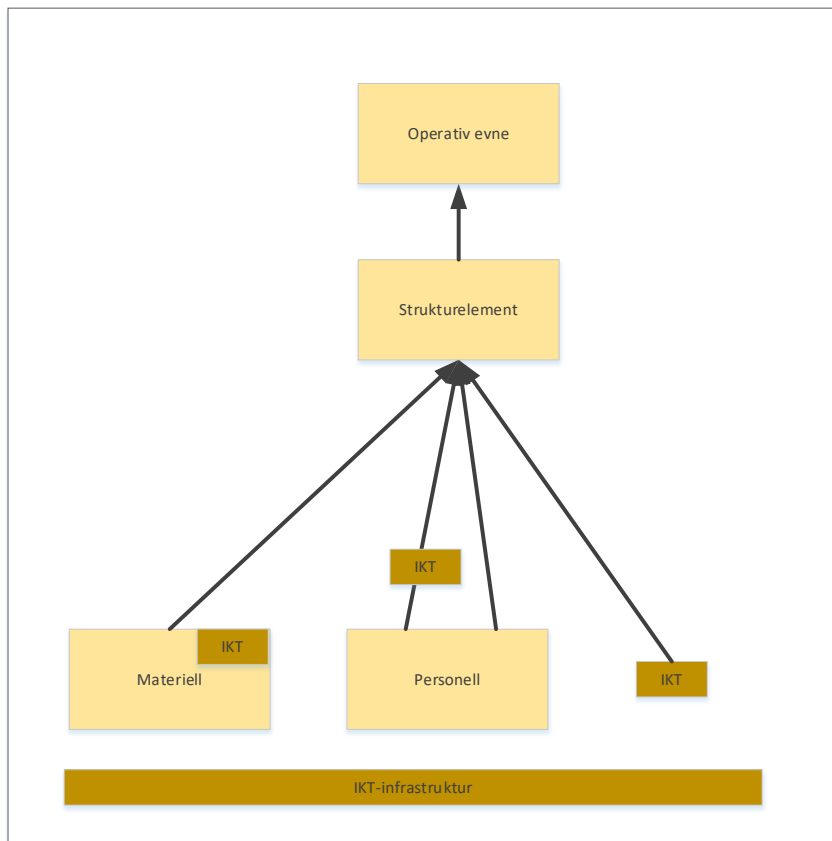 Operativ evne
Strukturelement
IKT
IKT
Materiell
Personell
IKT
IKT-infrastruktur